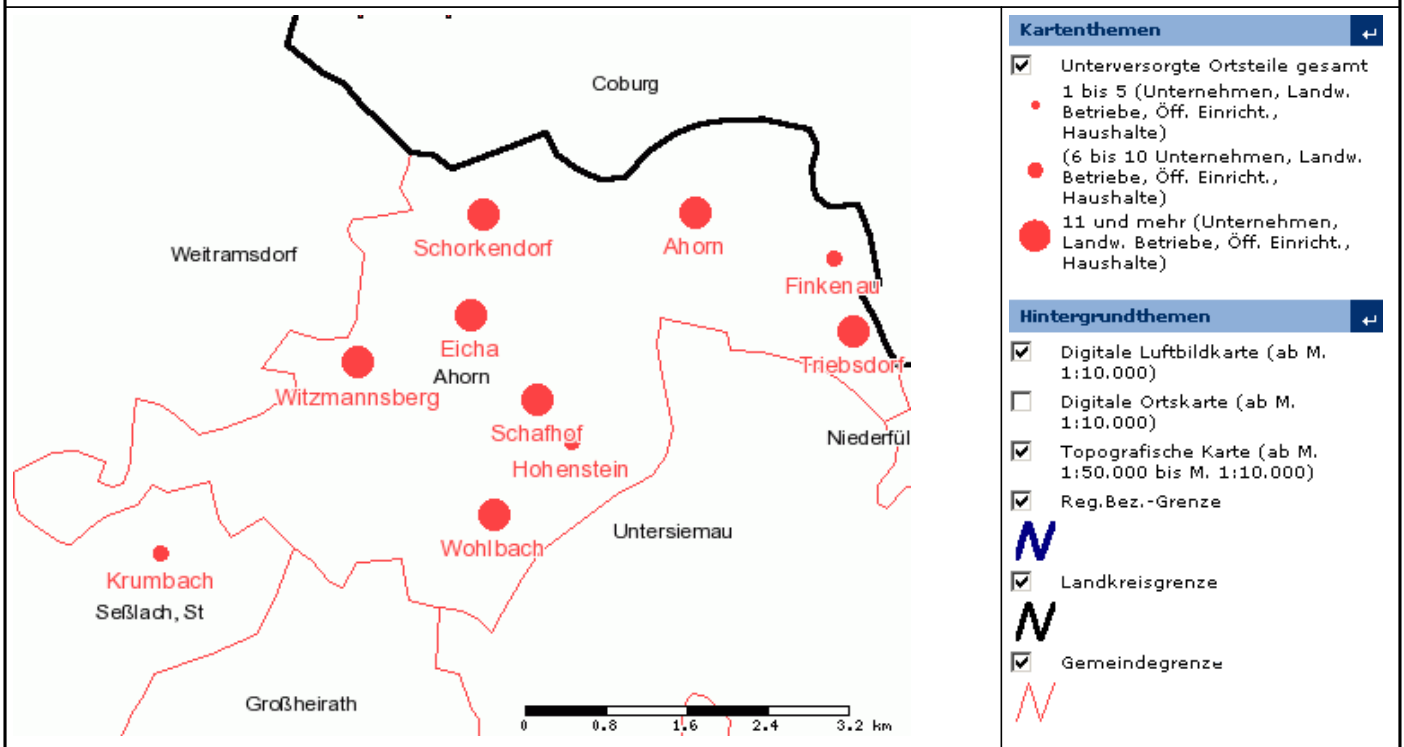 Coburg
Weitramsdorf
Schorkendorf
Ahorn
Finkenau
Eicha
Ahorn
Triebsdorf
Witzmannsberg
Schafhof
Niederfül
Hohenstein
Untersiemau
Wohlbach
Krumbach
Seßlach, St
Großheirath
0 0.8 1.6 2.4 3.2 km
Kartenthemen
Unterversorgte Ortsteile gesamt
1 bis 5 (Unternehmen, Landw.
Betriebe, Öff. Einricht.,
Haushalte)
(6 bis 10 Unternehmen, Landw.
Betriebe, Öff. Einricht.,
Haushalte)
11 und mehr (Unternehmen,
Landw. Betriebe, Öff. Einricht.,
Haushalte)
Hintergrundthemen
Digitale Luftbildkarte (ab M.
1:10.000)
Digitale Ortskarte (ab M.
1:10.000)
Topografische Karte (ab M.
1:50.000 bis M. 1:10.000)
Reg.Bez.-Grenze
Landkreisgrenze
Gemeindegrenze